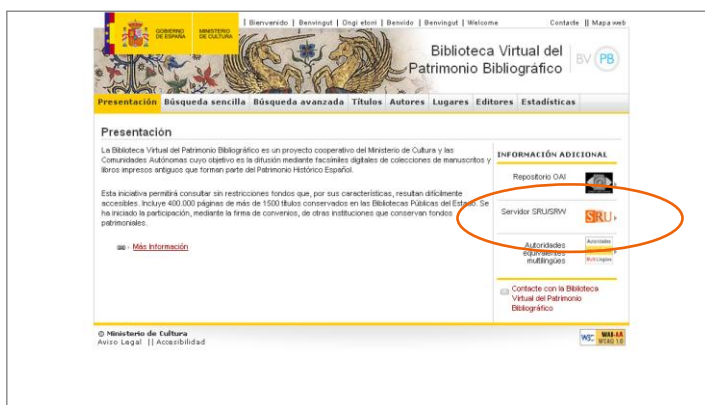 GOBIERNO DE ESPAÑA
MINISTERIO DE CULTURA
| Bienvenido | Benvingut | Ongi etorri | Benvido | Benvingut | Welcome
Contacte || Mapa web
Biblioteca Virtual del
Patrimonio Bibliográfico
BV PB
Presentación Búsqueda sencilla Búsqueda avanzada Títulos Autores Lugares Editores Estadísticas
Presentación
La Biblioteca Virtual del Patrimonio Bibliográfico es un proyecto cooperativo del Ministerio de Cultura y las
Comunidades Autónomas cuyo objetivo es la difusión mediante facsímiles digitales de colecciones de manuscritos y
libros impresos antiguos que forman parte del Patrimonio Histórico Español.
Esta iniciativa permitirá consultar sin restricciones fondos que, por sus características, resultan difícilmente
accesibles. Incluye 400.000 páginas de más de 1500 títulos conservados en las Bibliotecas Públicas del Estado. Se
ha iniciado la participación, mediante la firma de convenios, de otras instituciones que conservan fondos
patrimoniales.
- Más Información
INFORMACIÓN ADICIONAL
Repositorio OAI
Servidor SRU/SRW
SRU
Autoridades
equivalentes
multilingües
Contacte con la Biblioteca
Virtual del Patrimonio
Bibliográfico
© Ministerio de Cultura
Aviso Legal || Accesibilidad
W3C WAI-AA
WCAG 1.0